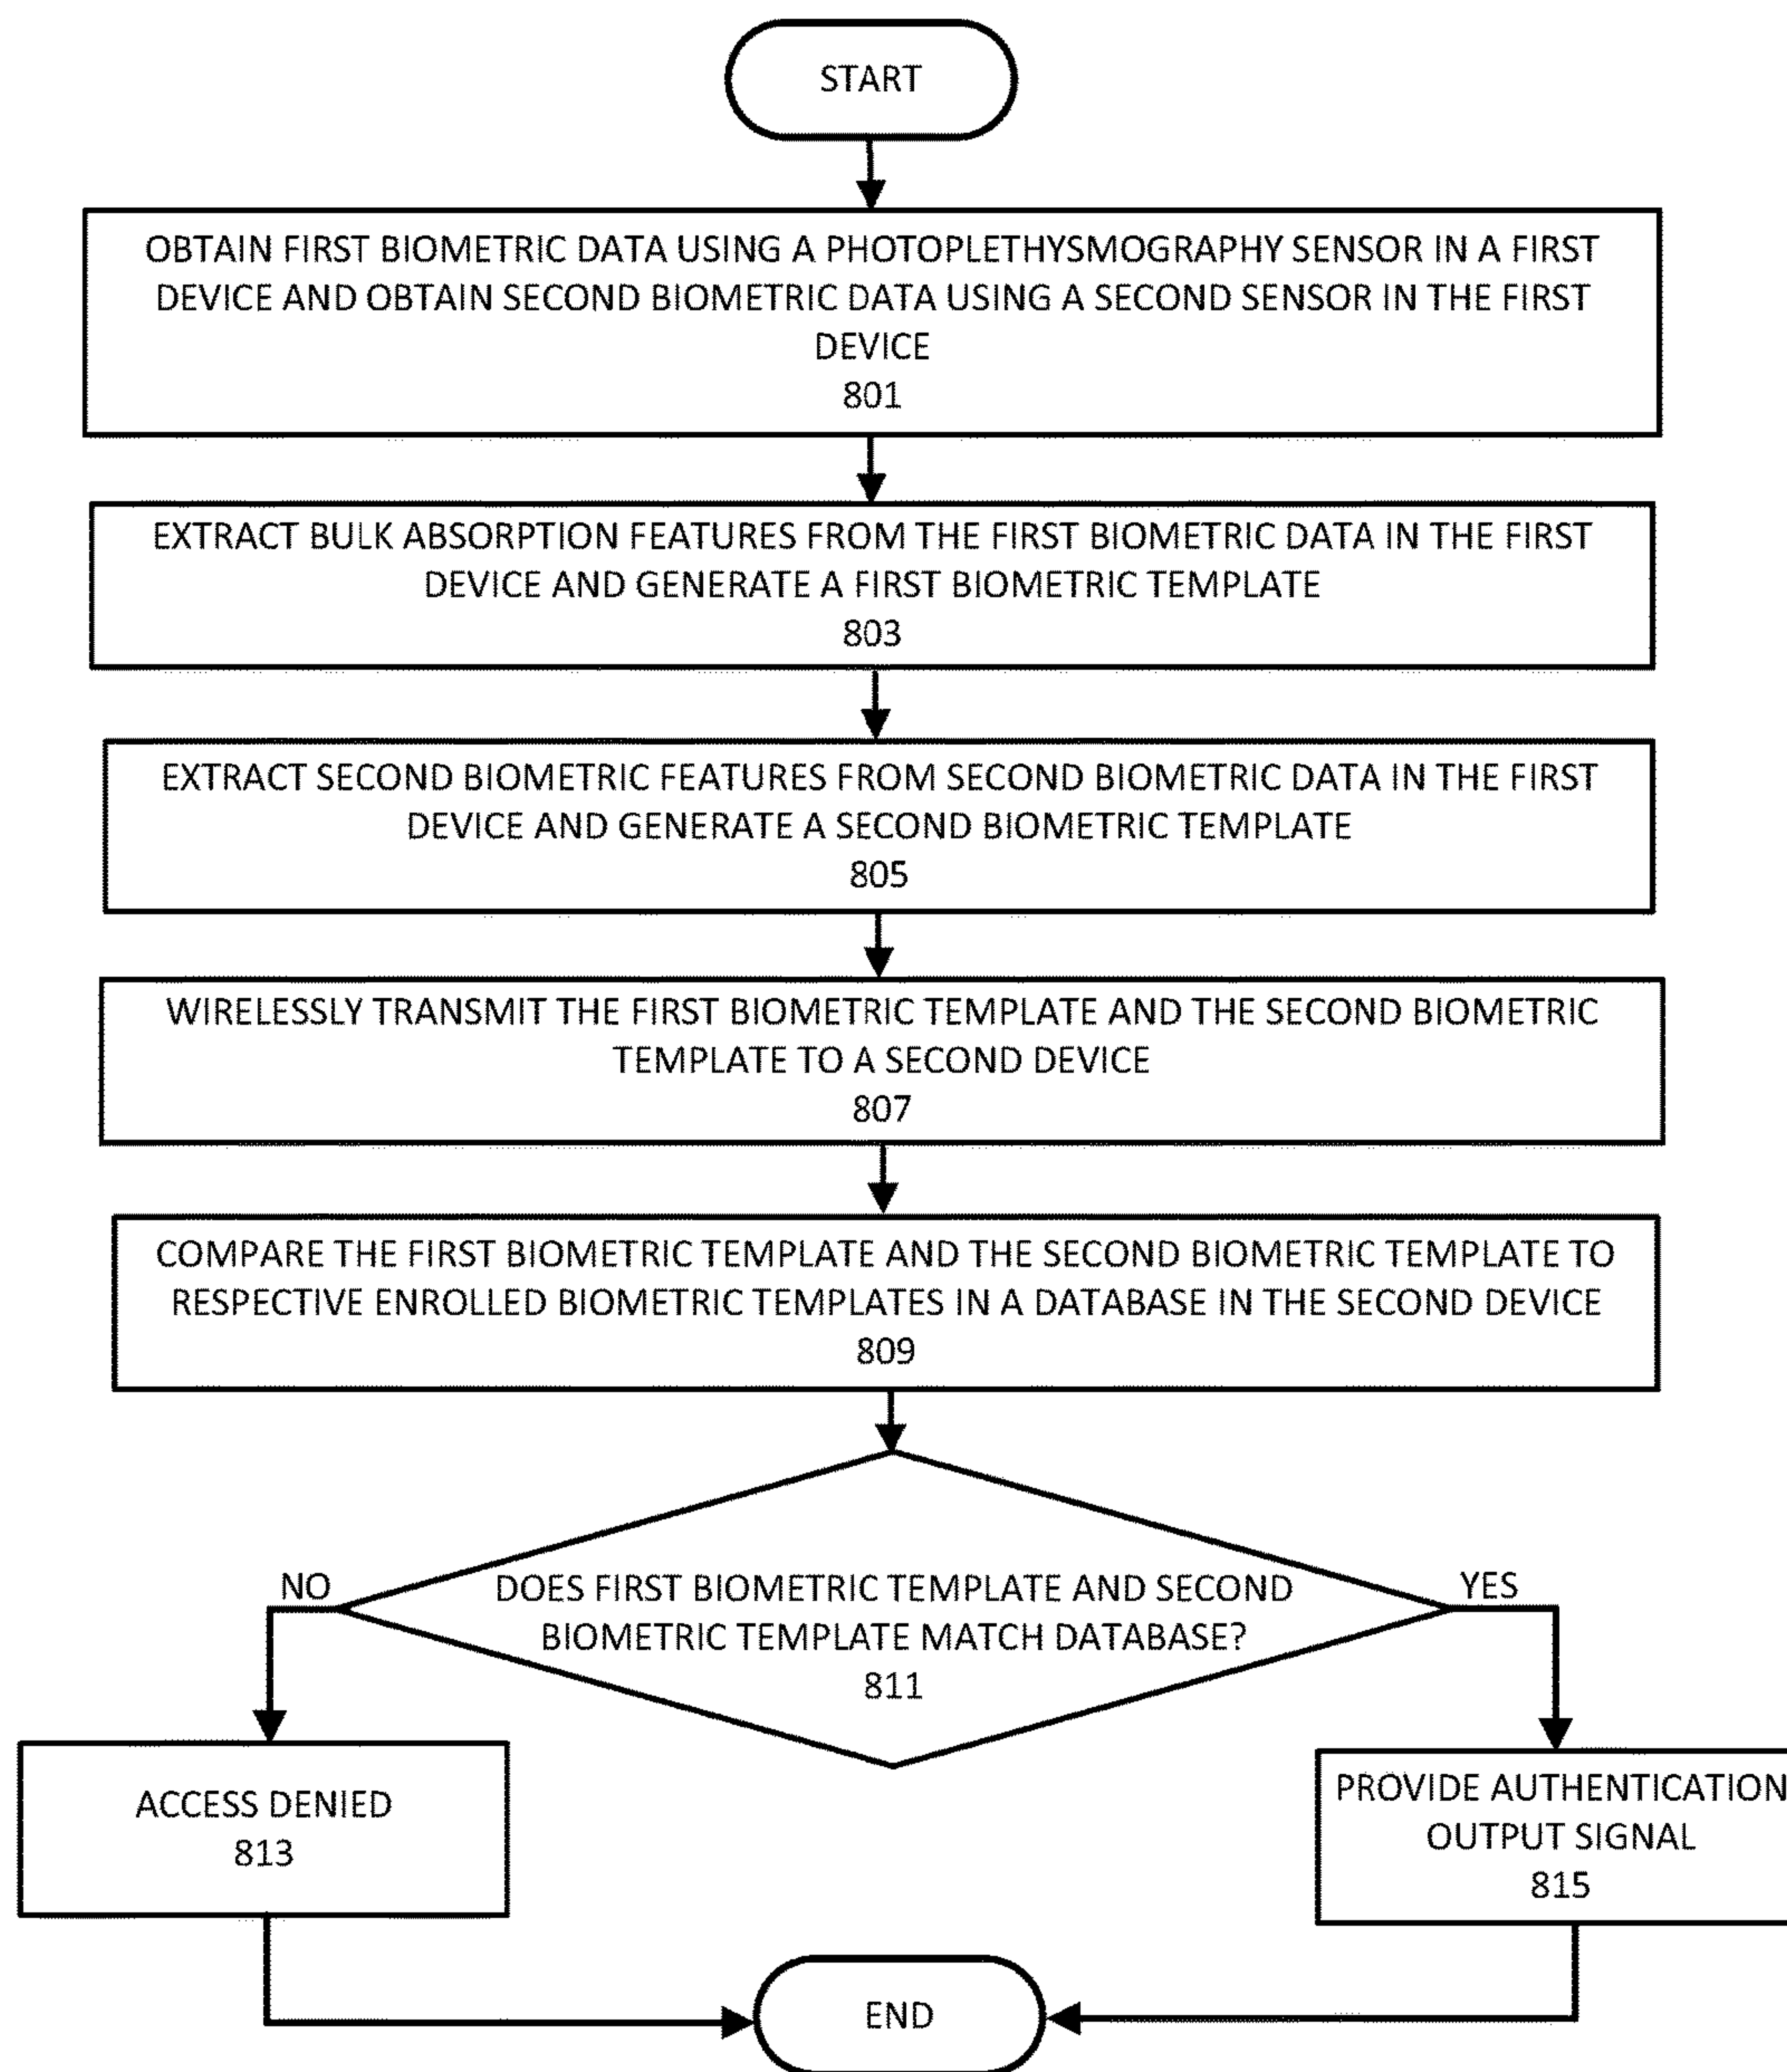 START
OBTAIN FIRST BIOMETRIC DATA USING A PHOTOPLETHYSMOGRAPHY SENSOR IN A FIRST
DEVICE AND OBTAIN SECOND BIOMETRIC DATA USING A SECOND SENSOR IN THE FIRST
DEVICE
801
EXTRACT BULK ABSORPTION FEATURES FROM THE FIRST BIOMETRIC DATA IN THE FIRST
DEVICE AND GENERATE A FIRST BIOMETRIC TEMPLATE
803
EXTRACT SECOND BIOMETRIC FEATURES FROM SECOND BIOMETRIC DATA IN THE FIRST
DEVICE AND GENERATE A SECOND BIOMETRIC TEMPLATE
805
WIRELESSLY TRANSMIT THE FIRST BIOMETRIC TEMPLATE AND THE SECOND BIOMETRIC
TEMPLATE TO A SECOND DEVICE
807
COMPARE THE FIRST BIOMETRIC TEMPLATE AND THE SECOND BIOMETRIC TEMPLATE TO
RESPECTIVE ENROLLED BIOMETRIC TEMPLATES IN A DATABASE IN THE SECOND DEVICE
809
NO
DOES FIRST BIOMETRIC TEMPLATE AND SECOND
BIOMETRIC TEMPLATE MATCH DATABASE?
811
YES
ACCESS DENIED
813
PROVIDE AUTHENTICATION
OUTPUT SIGNAL
815
END